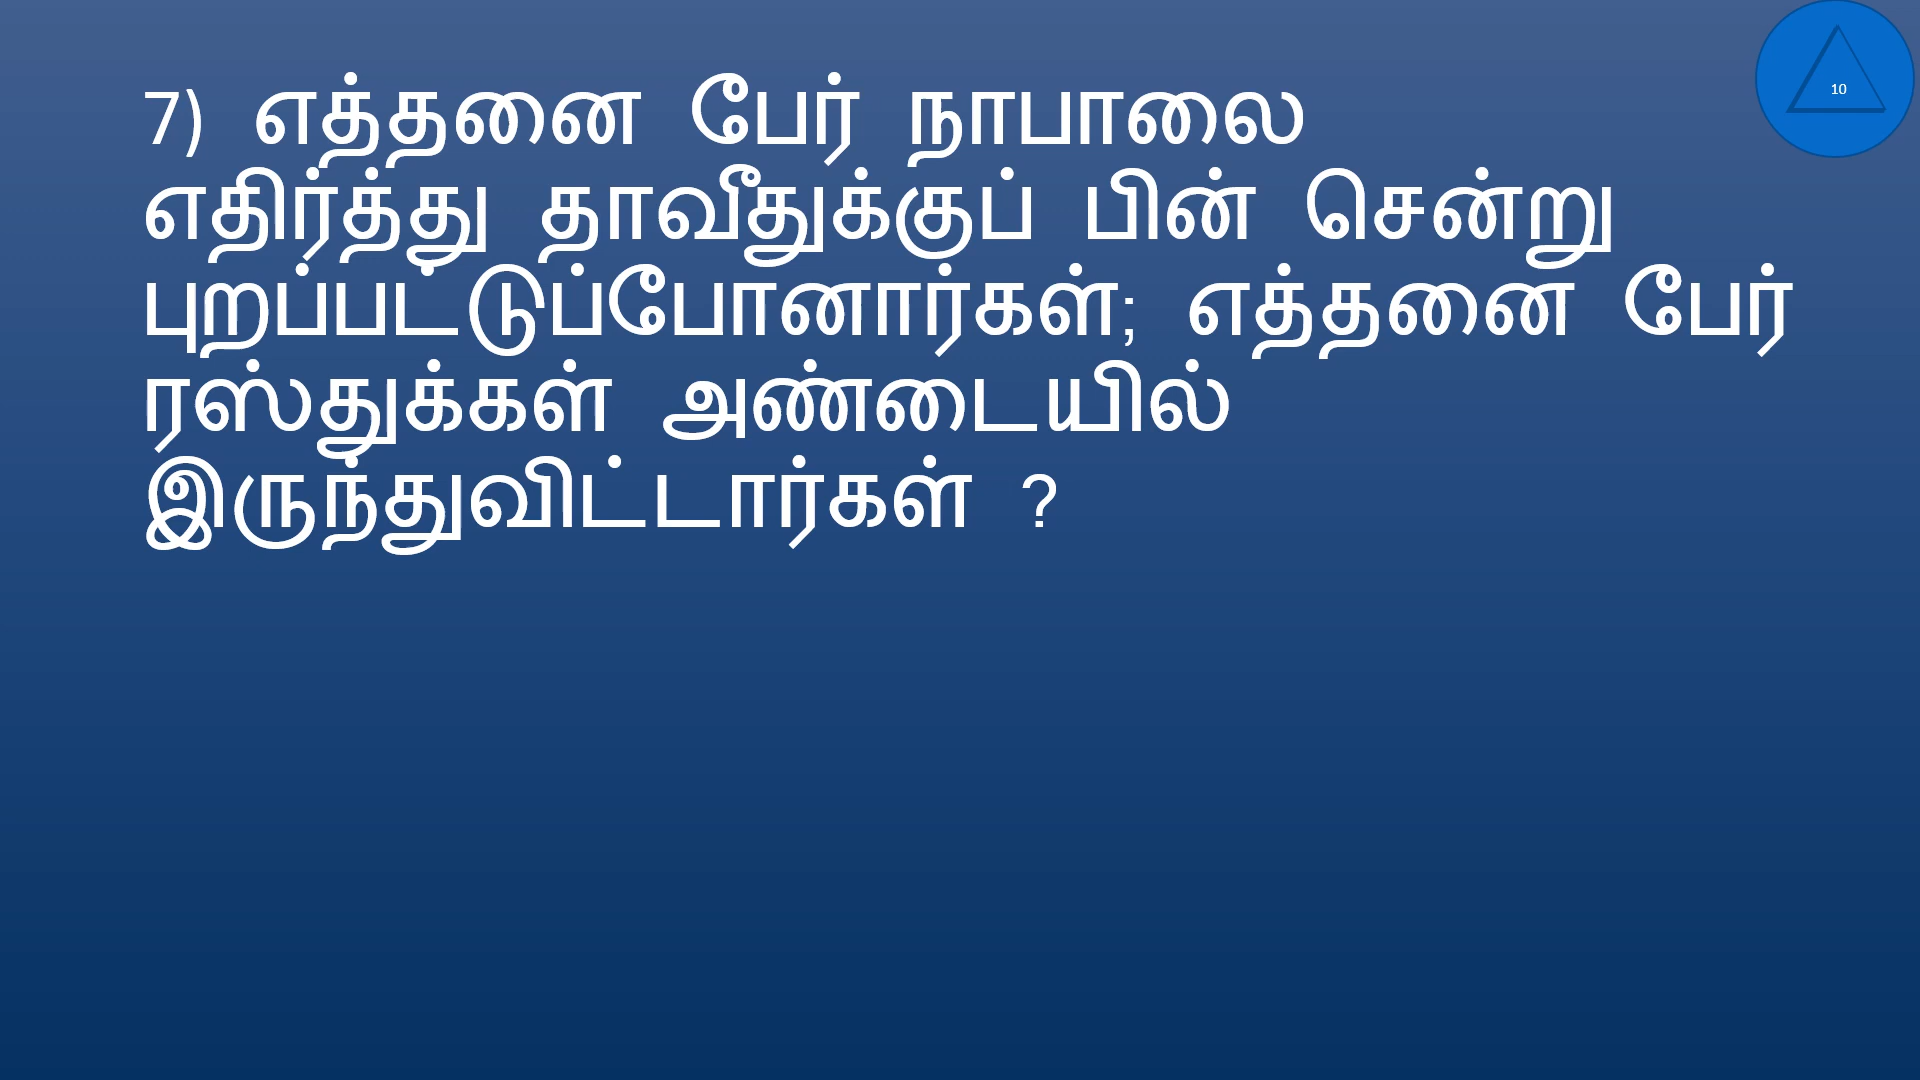 7) எத்தனை பேர் நாபாலை
எதிர்த்து தாவீதுக்குப் பின் சென்று
புறப்பட்டுப்போனார்கள்; எத்தனை பேர்
ரஸ்துக்கள் அண்டையில்
இருந்துவிட்டார்கள் ?
10